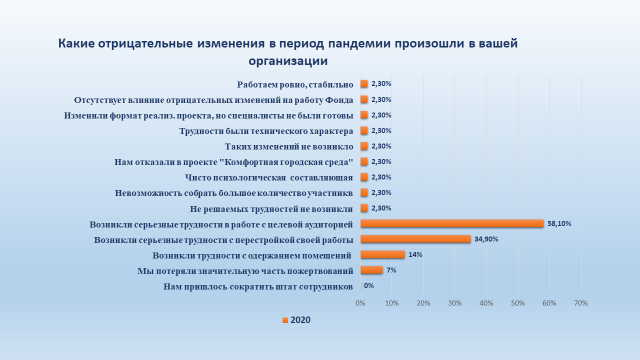 Какие отрицательные изменения в период пандемии произошли в вашей
организации
Работаем ровно, стабильно 2,30%
Отсутствует влияние отрицательных изменений на работу Фонда 2,30%
Изменили формат реализ. проекта, но специалисты не были готовы 2,30%
Трудности были технического характера 2,30%
Таких изменений не возникло 2,30%
Нам отказали в проекте "Комфортная городская среда" 2,30%
Чисто психологическая составляющая 2,30%
Невозможность собрать большое количество участникв 2,30%
Не решаемых трудностей не возникли 2,30%
Возникли серьезные трудности в работе с целевой аудиторией 58,10%
Возникли серьезные трудности с перестройкой своей работы 34,90%
Возникли трудности с одержанием помещений 14%
Мы потеряли значительную часть пожертвований 7%
Нам пришлось сократить штат сотрудников 0%
0% 10% 20% 30% 40% 50% 60% 70%
2020